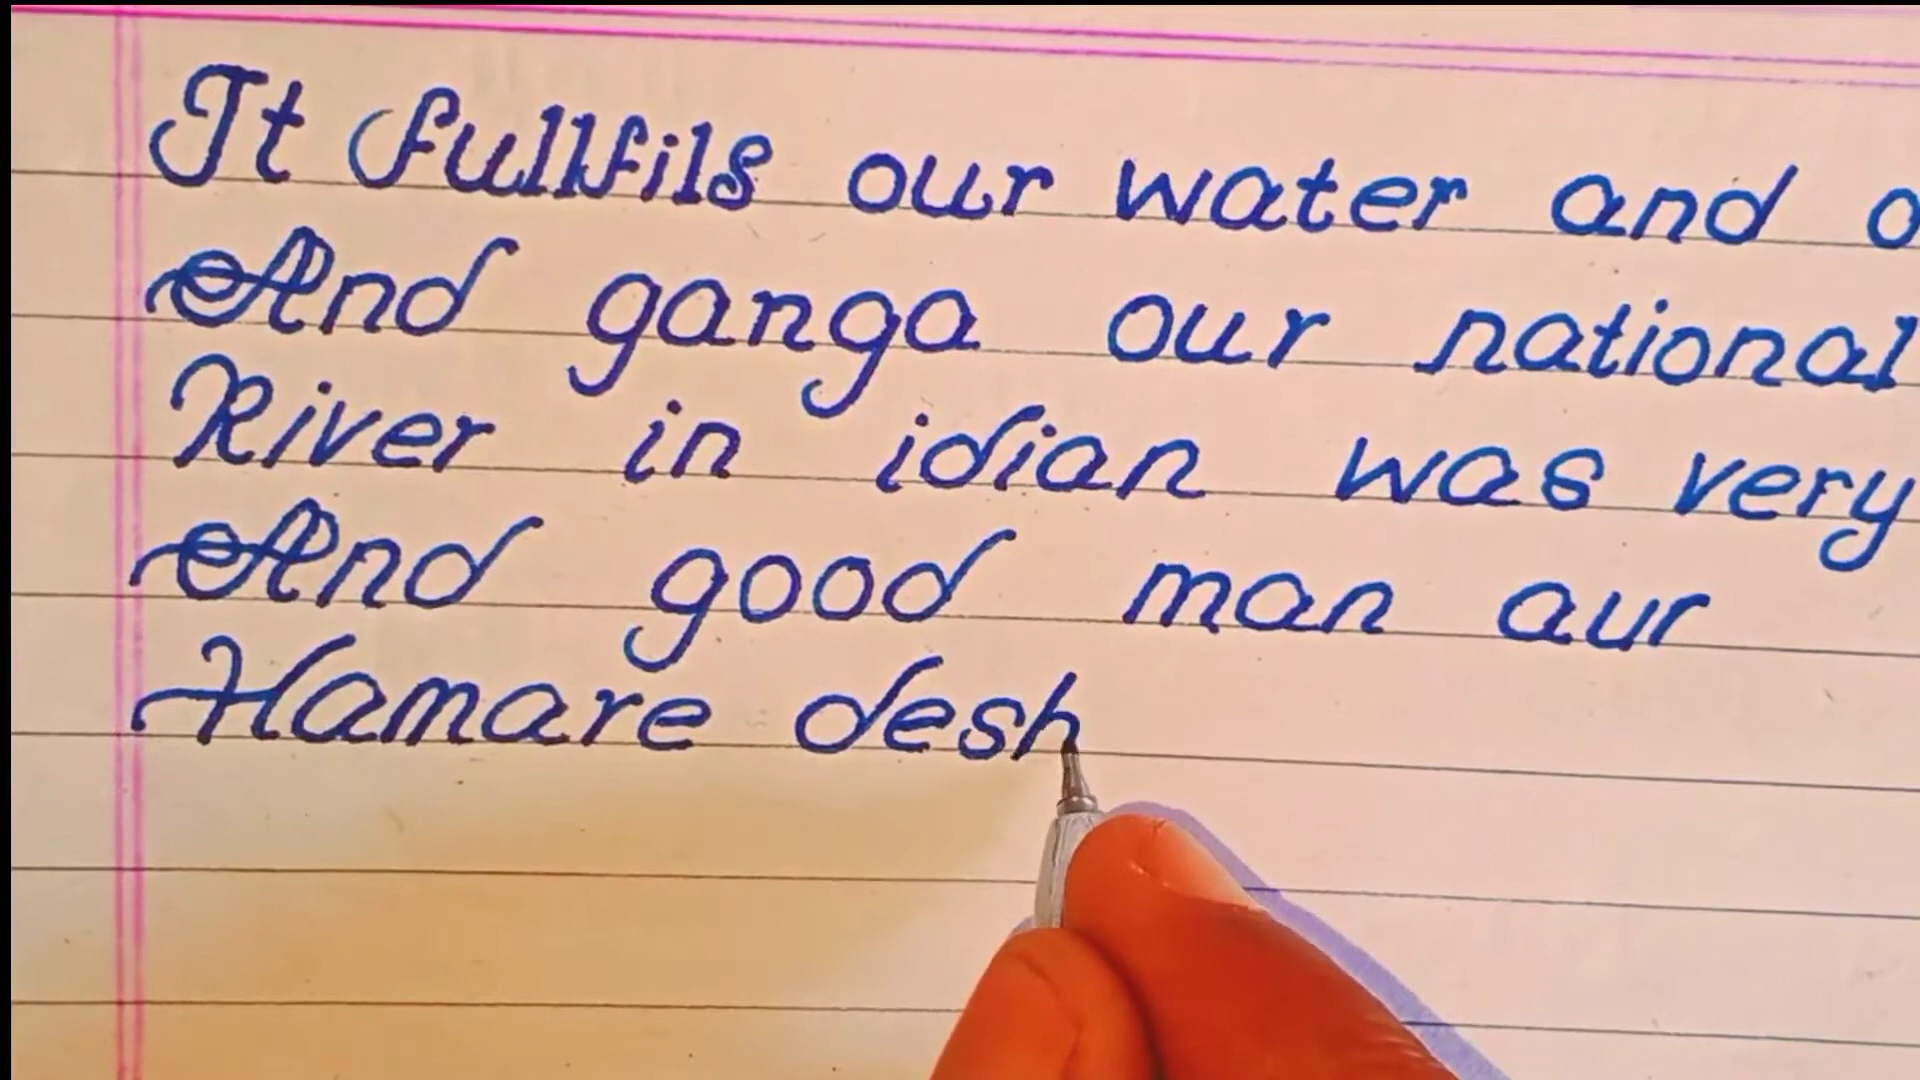 It fullfils our water and o
And ganga our national
River in idian was very
And good man aur
Hamare desh